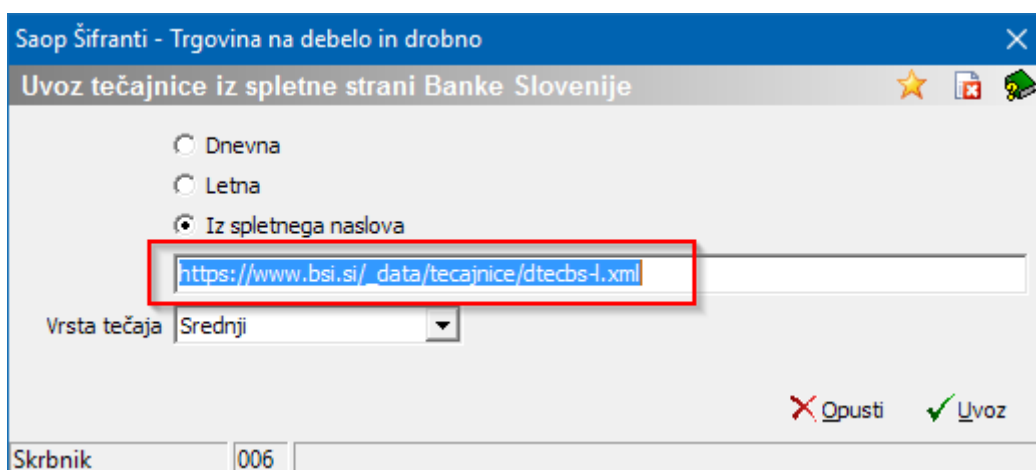 Saop Šifranti - Trgovina na debelo in drobno
Uvoz tečajnice iz spletne strani Banke Slovenije
Dnevna
Letna
Iz spletnega naslova
https://www.bsi.si/_data/tecajnice/dtecbs-l.xml
Vrsta tečaja Srednji
Opusti Uvoz
Skrbnik 006